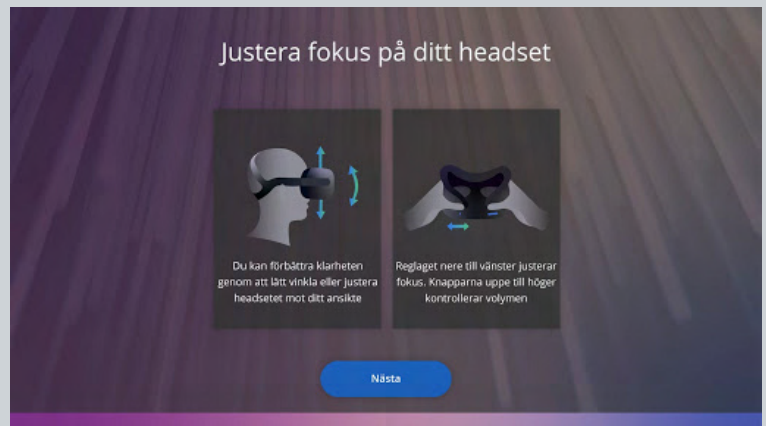 Justera fokus på ditt headset
Du kan förbättra klarheten
genom att lätt vinkla eller justera
headsetet mot ditt ansikte
Reglaget nere till vänster justerar
fokus. Knapparna uppe till höger
kontrollerar volymen
Nästa